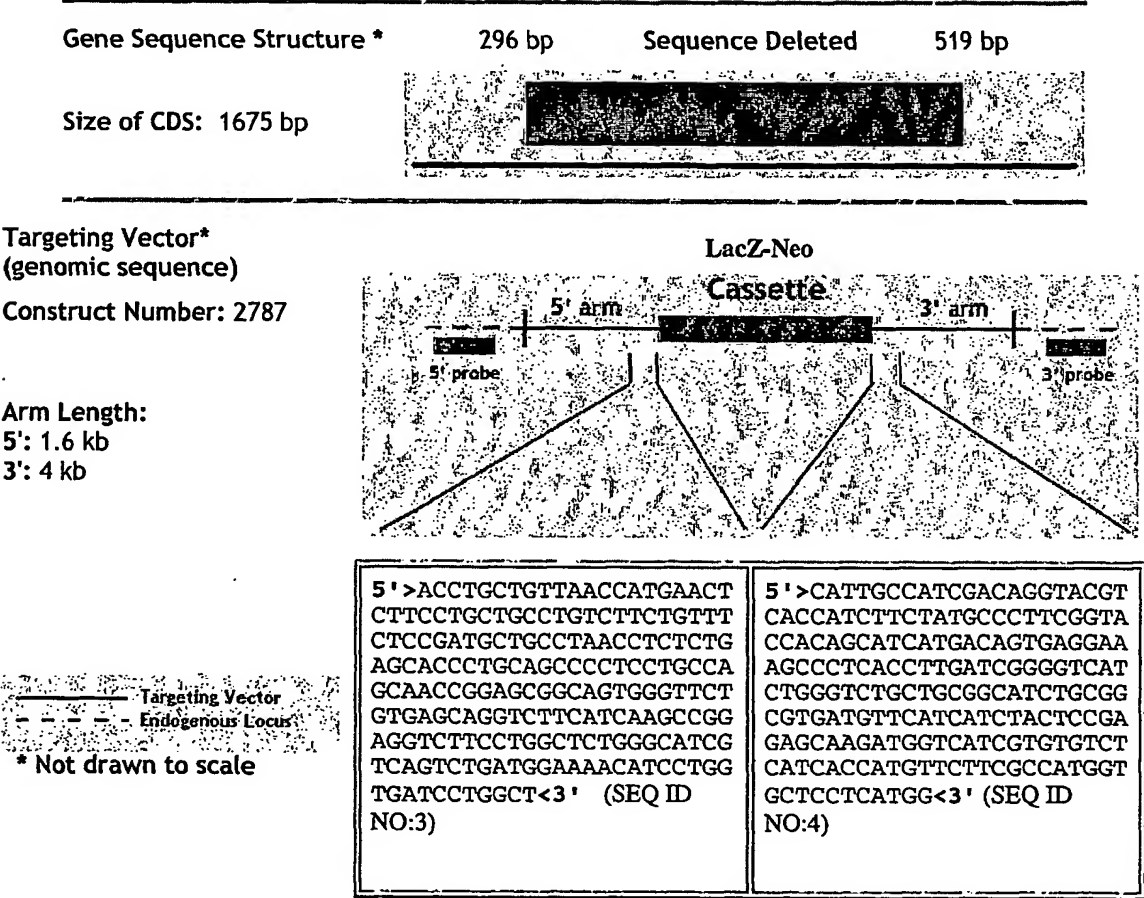 Gene Sequence Structure * 296 bp Sequence Deleted 519 bp
Size of CDS: 1675 bp
Targeting Vector*
(genomic sequence)
Construct Number: 2787
Arm Length:
5': 1.6 kb
3': 4 kb
LacZ-Neo
Cassette
5' arm
3' arm
5' probe
3' probe
Targeting Vector
Endogenous Locus
* Not drawn to scale
5'>ACCTGCTGTTAACCATGAACT
CTTCCTGCTGCCTGTCTTCTGTTT
CTCCGATGCTGCCTAACCTCTCTG
AGCACCCTGCAGCCCCTCCTGCCA
GCAACCGGAGCGGCAGTGGGTTCT
GTGAGCAGGTCTTCATCAAGCCGG
AGGTCTTCCTGGCTCTGGGCATCG
TCAGTCTGATGGAAAACATCCTGG
TGATCCTGGCT<3' (SEQ ID
NO:3)
5'>CATTGCCATCGACAGGTACGT
CACCATCTTCTATGCCCTTCGGTA
CCACAGCATCATGACAGTGAGGAA
AGCCCTCACCTTGATCGGGGTCAT
CTGGGTCTGCTGCGGCATCTGCGG
CGTGATGTTCATCATCTACTCCGA
GAGCAAGATGGTCATCGTGTGTCT
CATCACCATGTTCTTCGCCATGGT
GCTCCTCATGG<3' (SEQ ID
NO:4)